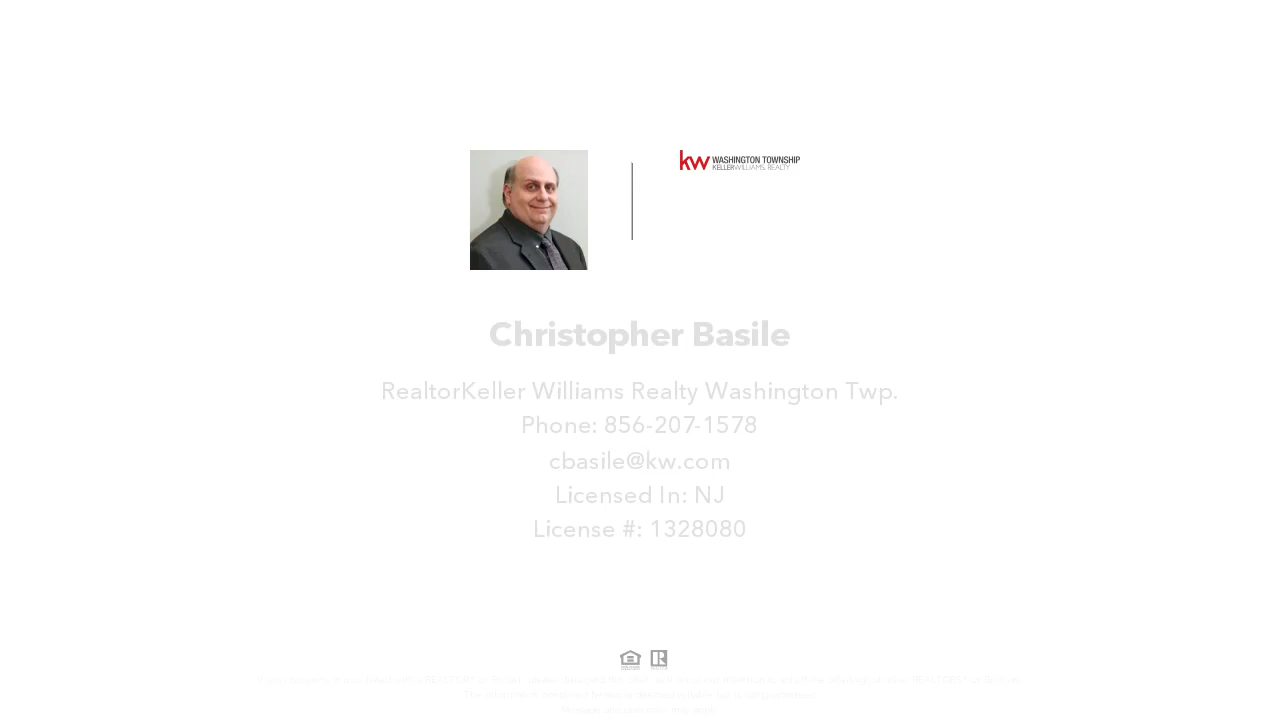 kw WASHINGTON TOWNSHIP
KELLERWILLIAMS. REALTY
Christopher Basile
RealtorKeller Williams Realty Washington Twp.
Phone: 856-207-1578
cbasile@kw.com
Licensed In: NJ
License #: 1328080